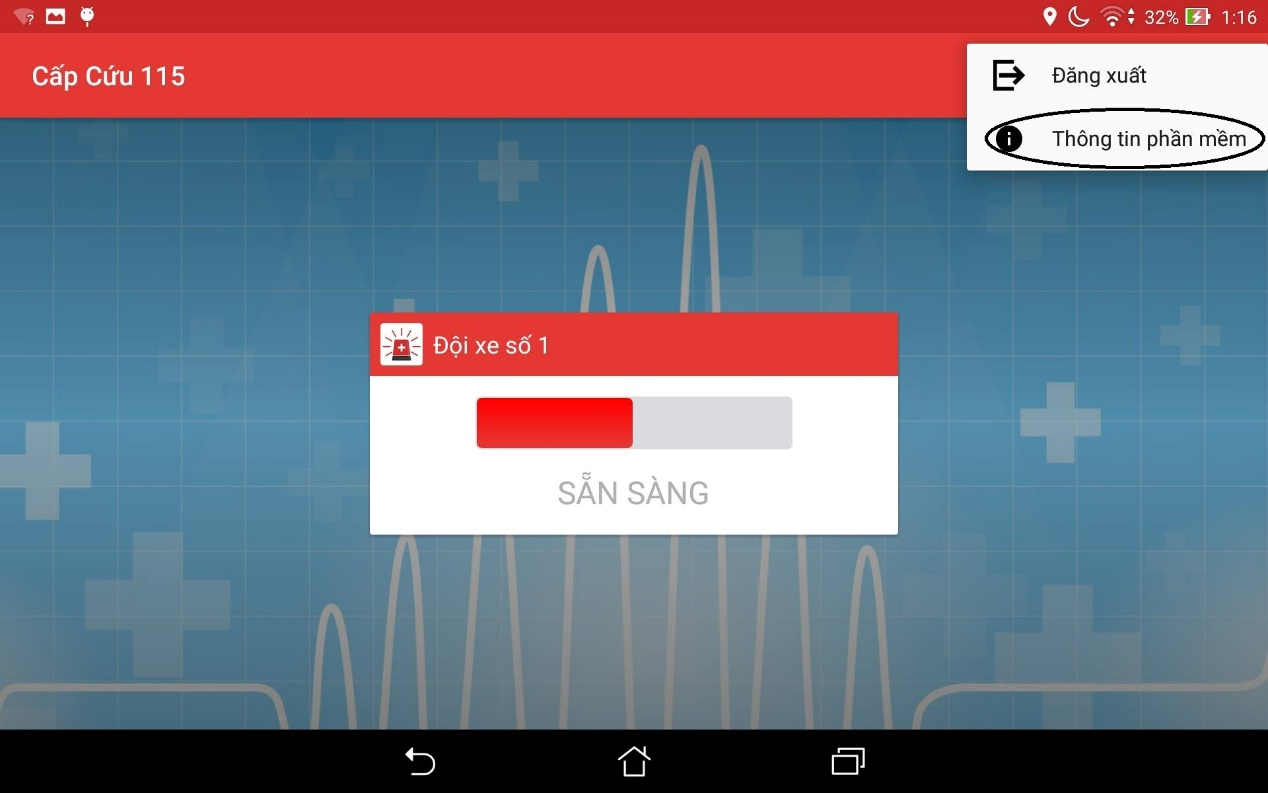 32% 1:16
Cấp Cứu 115
Đăng xuất
Thông tin phần mềm
Đội xe số 1
SẴN SÀNG